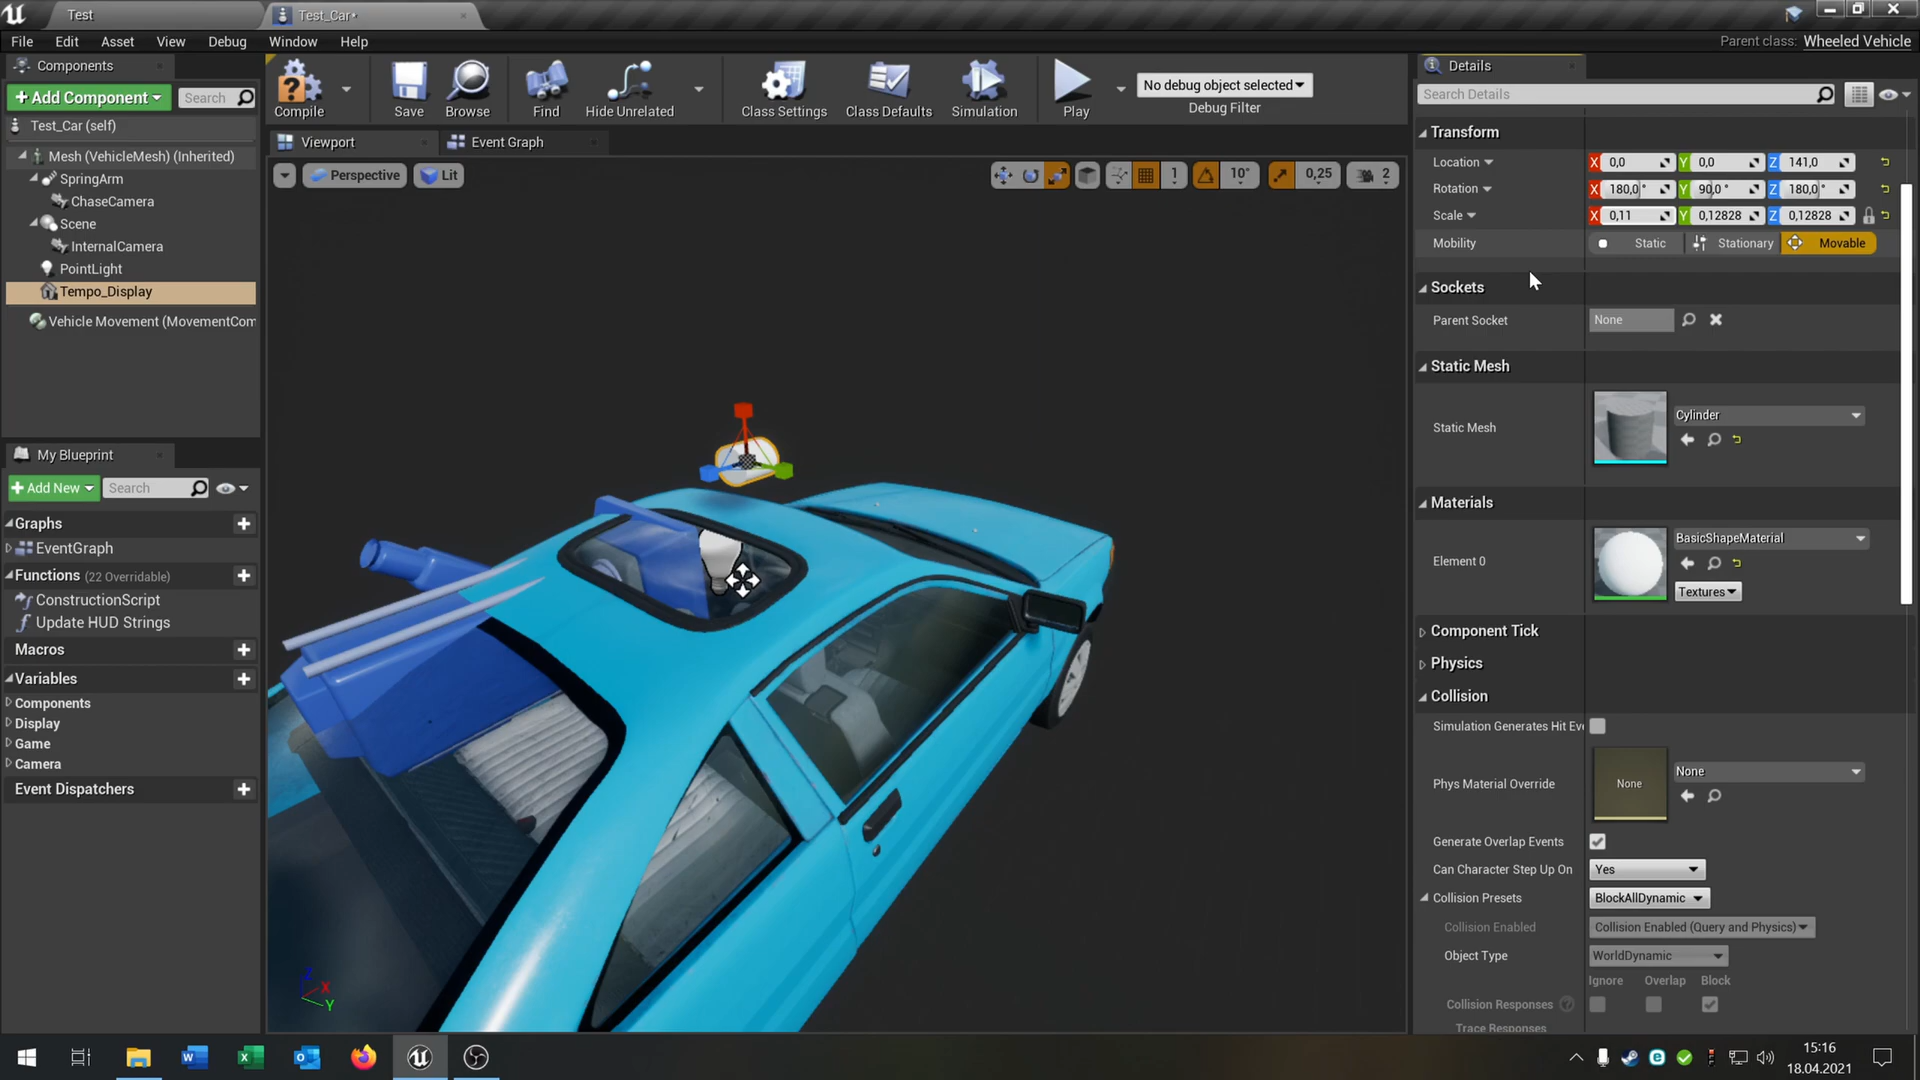 Test
Test_Car•
File Edit Asset View Debug Window Help
Parent class: Wheeled Vehicle
Components
+ Add Component
Search
Test_Car (self)
Mesh (VehicleMesh) (Inherited)
SpringArm
ChaseCamera
Scene
InternalCamera
PointLight
Tempo_Display
Vehicle Movement (MovementCom
My Blueprint
+ Add New
Search
Graphs
EventGraph
Functions (22 Overridable)
ConstructionScript
Update HUD Strings
Macros
Variables
Components
Display
Game
Camera
Event Dispatchers
Compile
Save
Browse
Find
Hide Unrelated
Class Settings
Class Defaults
Simulation
Play
No debug object selected
Debug Filter
Viewport
Event Graph
Perspective
Lit
1
10°
0,25
2
Z
X
Y
Details
Search Details
Transform
Location X 0,0 Y 0,0 Z 141,0
Rotation X 180,0 ° Y 90,0 ° Z 180,0 °
Scale X 0,11 Y 0,12828 Z 0,12828
Mobility Static Stationary Movable
Sockets
Parent Socket None
Static Mesh
Static Mesh Cylinder
Materials
Element 0 BasicShapeMaterial
Textures
Component Tick
Physics
Collision
Simulation Generates Hit Eve
Phys Material Override None None
Generate Overlap Events
Can Character Step Up On Yes
Collision Presets BlockAllDynamic
Collision Enabled Collision Enabled (Query and Physics)
Object Type WorldDynamic
Ignore Overlap Block
Collision Responses
Trace Responses
15:16
18.04.2021